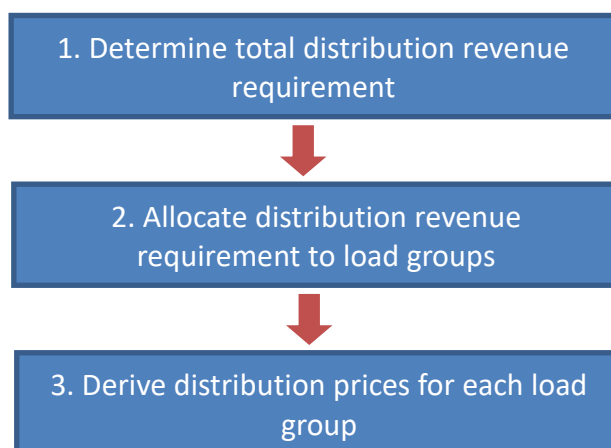 1. Determine total distribution revenue
requirement
2. Allocate distribution revenue
requirement to load groups
3. Derive distribution prices for each load
group